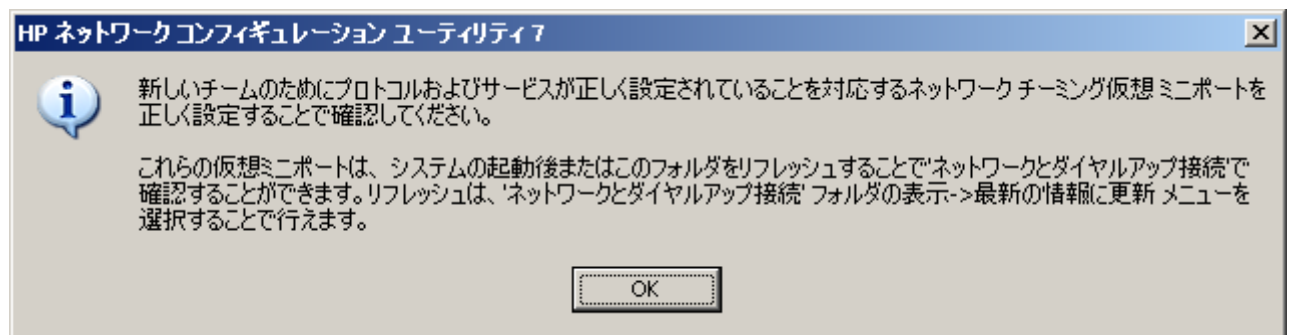 HP ネットワーク コンフィギュレーション ユーティリティ 7
新しいチームのためにプロトコルおよびサービスが正しく設定されていることを対応するネットワーク チーミング仮想 ミニポートを
正しく設定することで確認してください。
これらの仮想ミニポートは、システムの起動後またはこのフォルダをリフレッシュすることで'ネットワークとダイヤルアップ接続'で
確認することができます。リフレッシュは、'ネットワークとダイヤルアップ接続' フォルダの表示->最新の情報に更新 メニューを
選択することで行えます。
OK